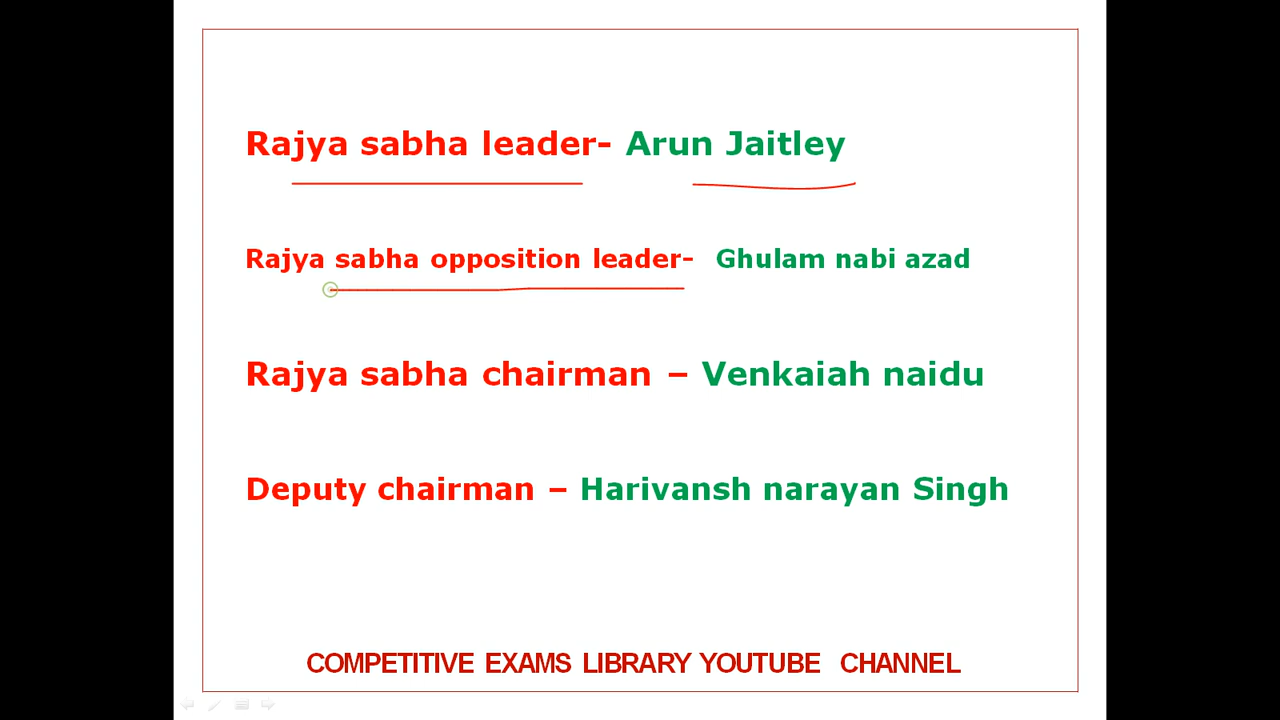 Rajya sabha leader- Arun Jaitley
Rajya sabha opposition leader- Ghulam nabi azad
Rajya sabha chairman – Venkaiah naidu
Deputy chairman – Harivansh narayan Singh
COMPETITIVE EXAMS LIBRARY YOUTUBE CHANNEL